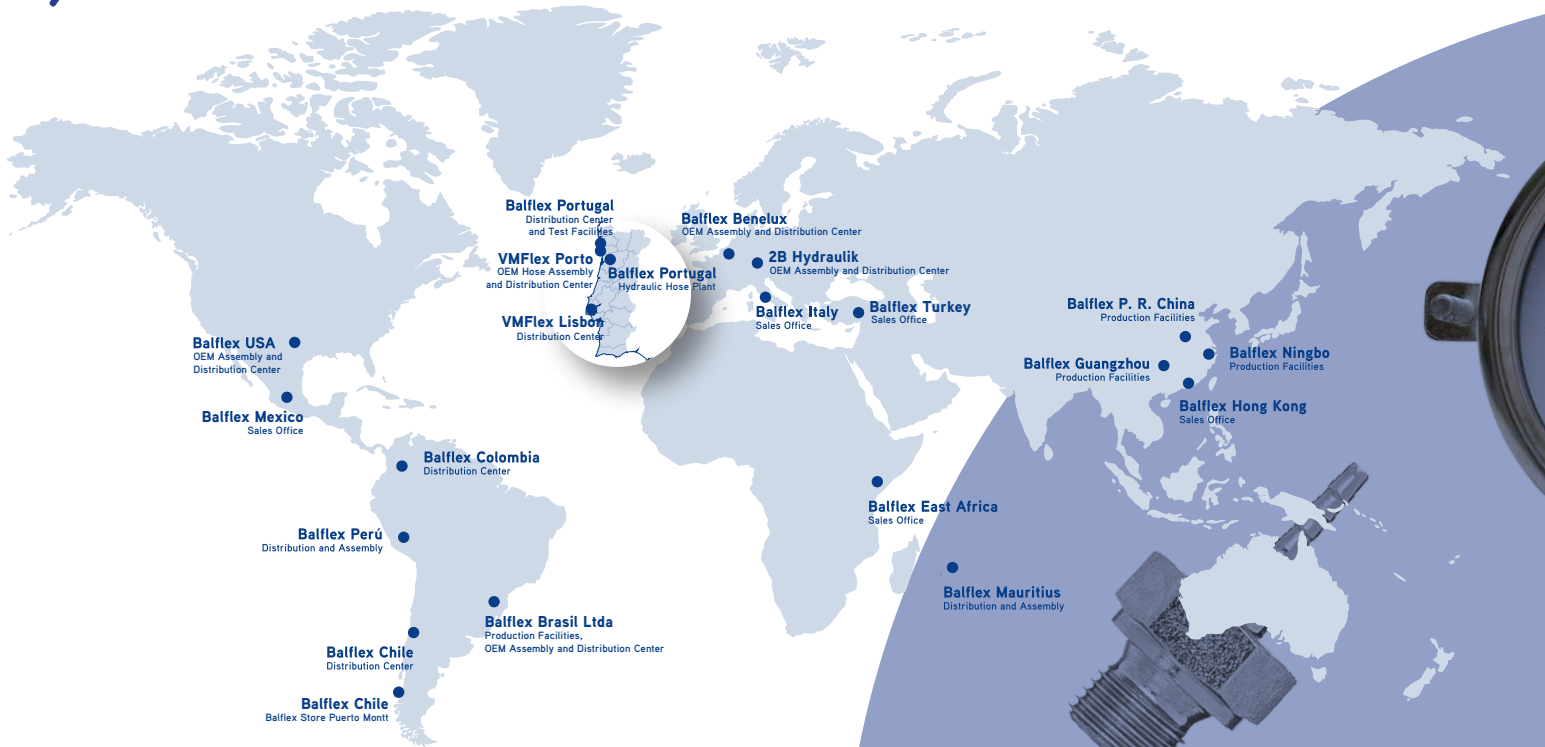 Balflex Portugal
Distribution Center
and Test Facilities
Balflex Benelux
OEM Assembly and Distribution Center
VMFlex Porto
OEM Hose Assembly
and Distribution Center
2B Hydraulik
OEM Assembly and Distribution Center
Balflex Portugal
Hydraulic Hose Plant
VMFlex Lisbon
Distribution Center
Balflex Italy
Sales Office
Balflex Turkey
Sales Office
Balflex P. R. China
Production Facilities
Balflex Ningbo
Production Facilities
Balflex Guangzhou
Production Facilities
Balflex Hong Kong
Sales Office
Balflex USA
OEM Assembly and
Distribution Center
Balflex Mexico
Sales Office
Balflex Colombia
Distribution Center
Balflex East Africa
Sales Office
Balflex Perú
Distribution and Assembly
Balflex Mauritius
Distribution and Assembly
Balflex Brasil Ltda
Production Facilities,
OEM Assembly and Distribution Center
Balflex Chile
Distribution Center
Balflex Chile
Balflex Store Puerto Montt